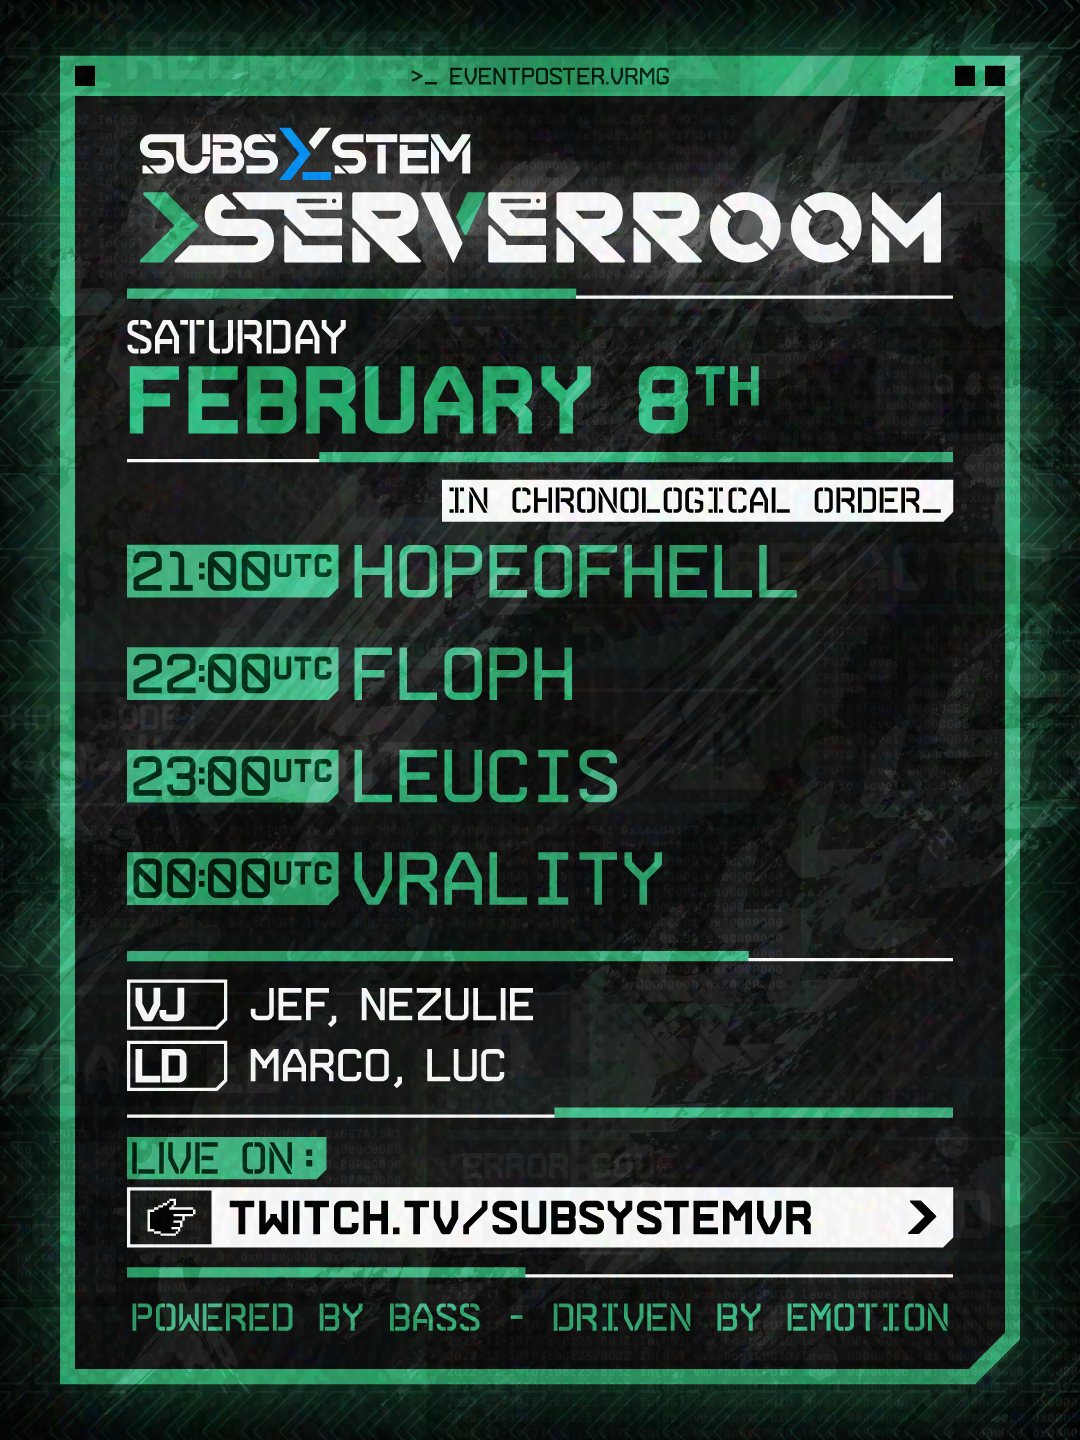 >_ EVENTPOSTER.VRMG
SUBSYSTEM
>SERVERROOM
SATURDAY
FEBRUARY 8TH
IN CHRONOLOGICAL ORDER_
21:00UTC HOPEOFHELL
22:00UTC FLOPH
23:00UTC LEUCIS
00:00UTC VRALITY
VJ JEF, NEZULIE
LD MARCO, LUC
LIVE ON:
TWITCH.TV/SUBSYSTEMVR >
POWERED BY BASS - DRIVEN BY EMOTION